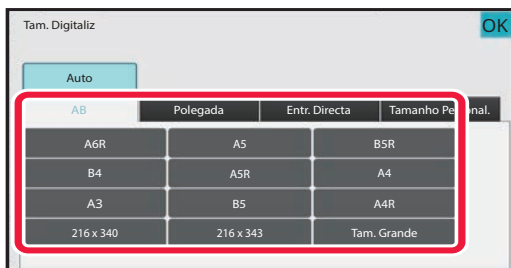 Tam. Digitaliz OK
Auto
AB Polegada Entr. Directa Tamanho Pe onal.
A6R A5 B5R
B4 A5R A4
A3 B5 A4R
216 x 340 216 x 343 Tam. Grande